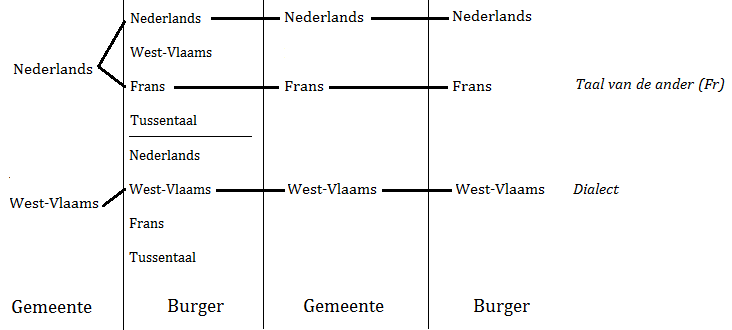 Nederlands Nederlands Nederlands
West-Vlaams
Nederlands
Frans Frans Frans Taal van de ander (Fr)
Tussentaal
Nederlands
West-Vlaams West-Vlaams West-Vlaams West-Vlaams Dialect
Frans
Tussentaal
Gemeente Burger Gemeente Burger